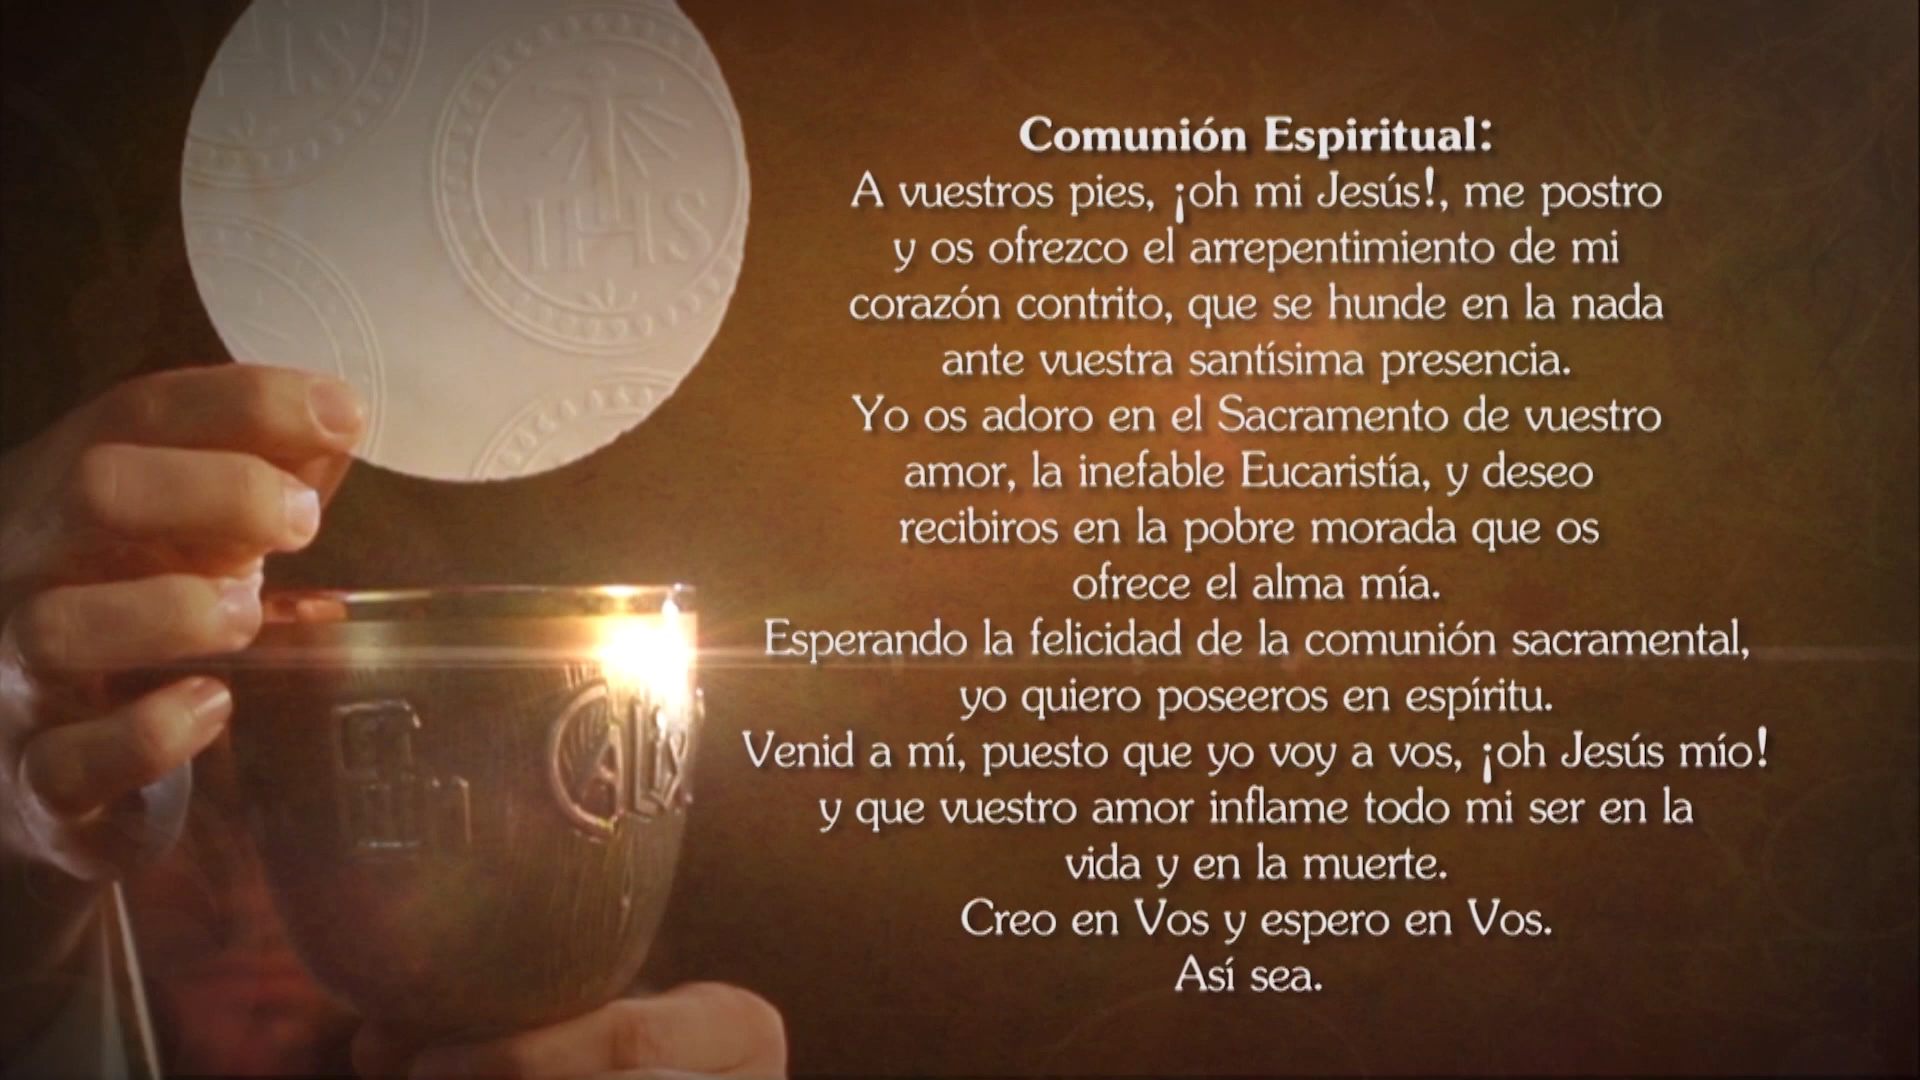 IHS
Comunión Espiritual:
A vuestros pies, ¡oh mi Jesús!, me postro
y os ofrezco el arrepentimiento de mi
corazón contrito, que se hunde en la nada
ante vuestra santísima presencia.
Yo os adoro en el Sacramento de vuestro
amor, la inefable Eucaristía, y deseo
recibiros en la pobre morada que os
ofrece el alma mía.
Esperando la felicidad de la comunión sacramental,
yo quiero poseeros en espíritu.
Venid a mí, puesto que yo voy a vos, ¡oh Jesús mío!
y que vuestro amor inflame todo mi ser en la
vida y en la muerte.
Creo en Vos y espero en Vos.
Así sea.